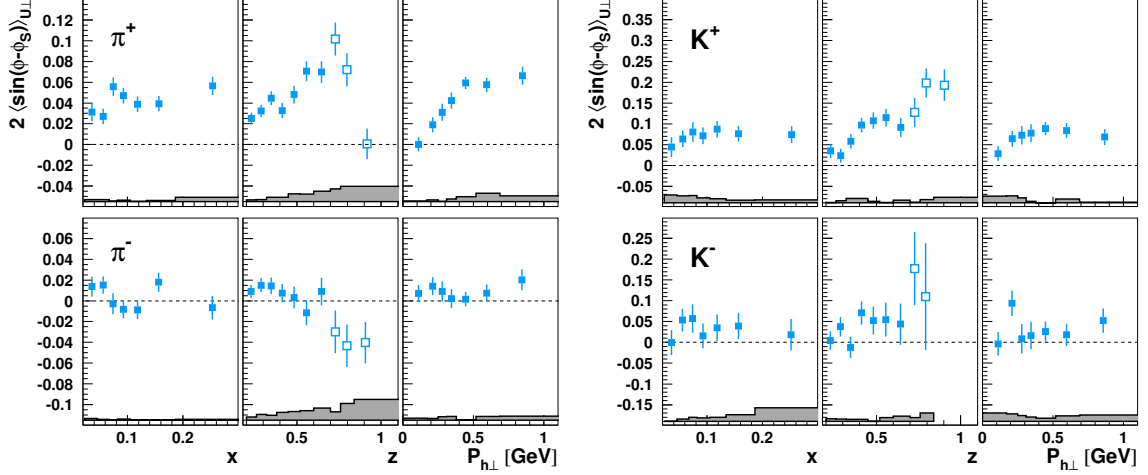 2 ⟨sin(ϕ-ϕS)⟩U⊥
0.12
0.1
0.08
0.06
0.04
0.02
0
-0.02
-0.04
π+
0.06
0.04
0.02
0
-0.02
-0.04
-0.06
-0.08
-0.1
π-
0.1 0.2
x
0.5 1
z
0 0.5 1
Ph⊥ [GeV]
2 ⟨sin(ϕ-ϕS)⟩U⊥
0.35
0.3
0.25
0.2
0.15
0.1
0.05
0
-0.05
K+
0.25
0.2
0.15
0.1
0.05
0
-0.05
-0.1
-0.15
K-
0.1 0.2
x
0.5 1
z
0 0.5 1
Ph⊥ [GeV]